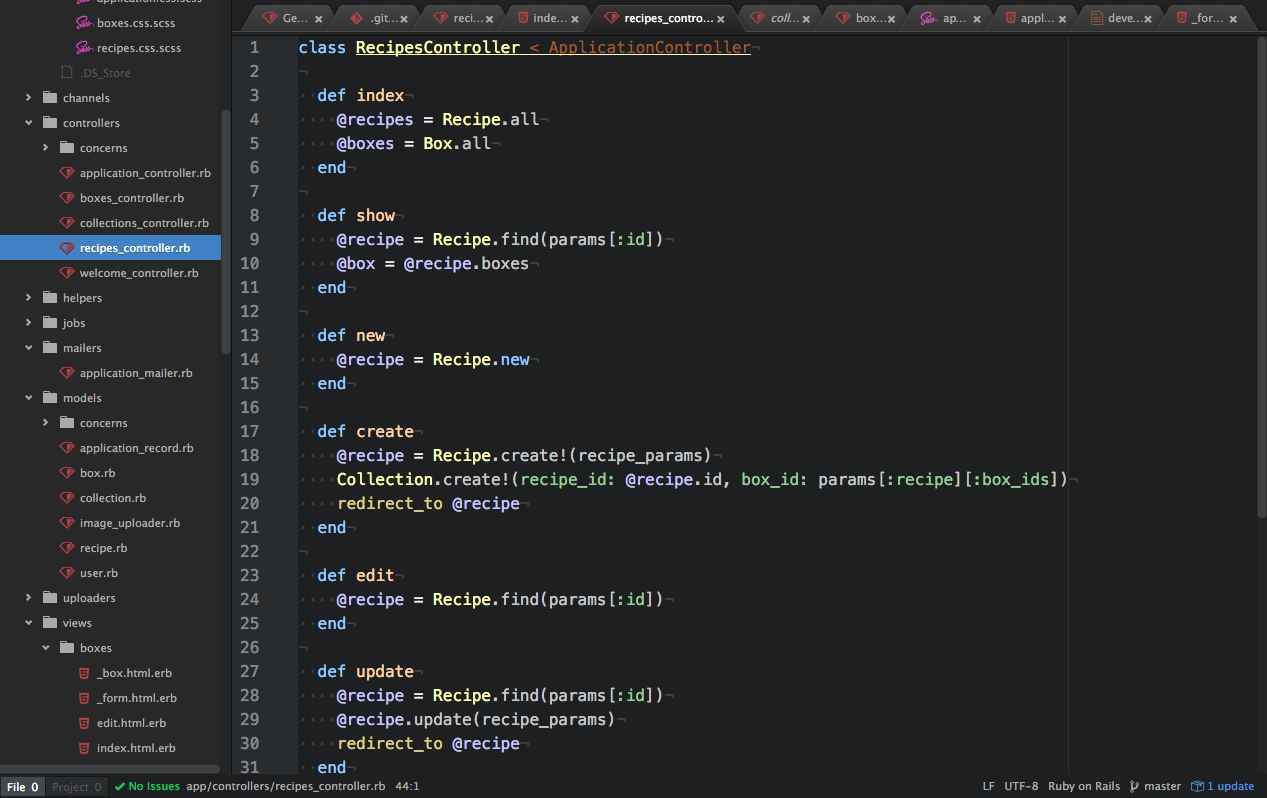 boxes.css.scss
recipes.css.scss
.DS_Store
channels
controllers
concerns
application_controller.rb
boxes_controller.rb
collections_controller.rb
recipes_controller.rb
welcome_controller.rb
helpers
jobs
mailers
application_mailer.rb
models
concerns
application_record.rb
box.rb
collection.rb
image_uploader.rb
recipe.rb
user.rb
uploaders
views
boxes
_box.html.erb
_form.html.erb
edit.html.erb
index.html.erb
Ge... × .git... × reci... × inde... × recipes_contro... × coll... × box... × ap... × appl... × deve... × _for... ×
1 class RecipesController < ApplicationController
2
3 def index
4 @recipes = Recipe.all
5 @boxes = Box.all
6 end
7
8 def show
9 @recipe = Recipe.find(params[:id])
10 @box = @recipe.boxes
11 end
12
13 def new
14 @recipe = Recipe.new
15 end
16
17 def create
18 @recipe = Recipe.create!(recipe_params)
19 Collection.create!(recipe_id: @recipe.id, box_id: params[:recipe][:box_ids])
20 redirect_to @recipe
21 end
22
23 def edit
24 @recipe = Recipe.find(params[:id])
25 end
26
27 def update
28 @recipe = Recipe.find(params[:id])
29 @recipe.update(recipe_params)
30 redirect_to @recipe
31 end
File 0 Project 0 No Issues app/controllers/recipes_controller.rb 44:1 LF UTF-8 Ruby on Rails master 1 update